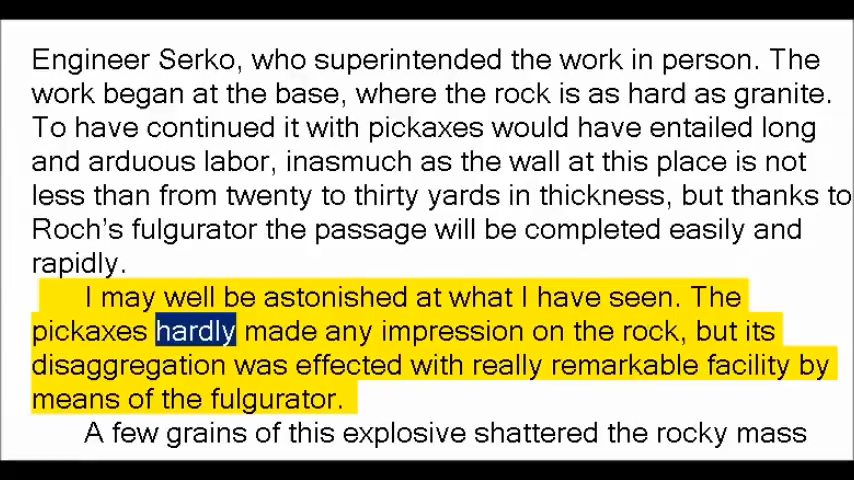 Engineer Serko, who superintended the work in person. The
work began at the base, where the rock is as hard as granite.
To have continued it with pickaxes would have entailed long
and arduous labor, inasmuch as the wall at this place is not
less than from twenty to thirty yards in thickness, but thanks to
Roch’s fulgurator the passage will be completed easily and
rapidly.
I may well be astonished at what I have seen. The
pickaxes hardly made any impression on the rock, but its
disaggregation was effected with really remarkable facility by
means of the fulgurator.
A few grains of this explosive shattered the rocky mass